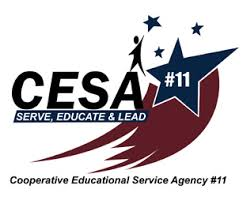 CESA #11
SERVE, EDUCATE & LEAD
Cooperative Educational Service Agency #11